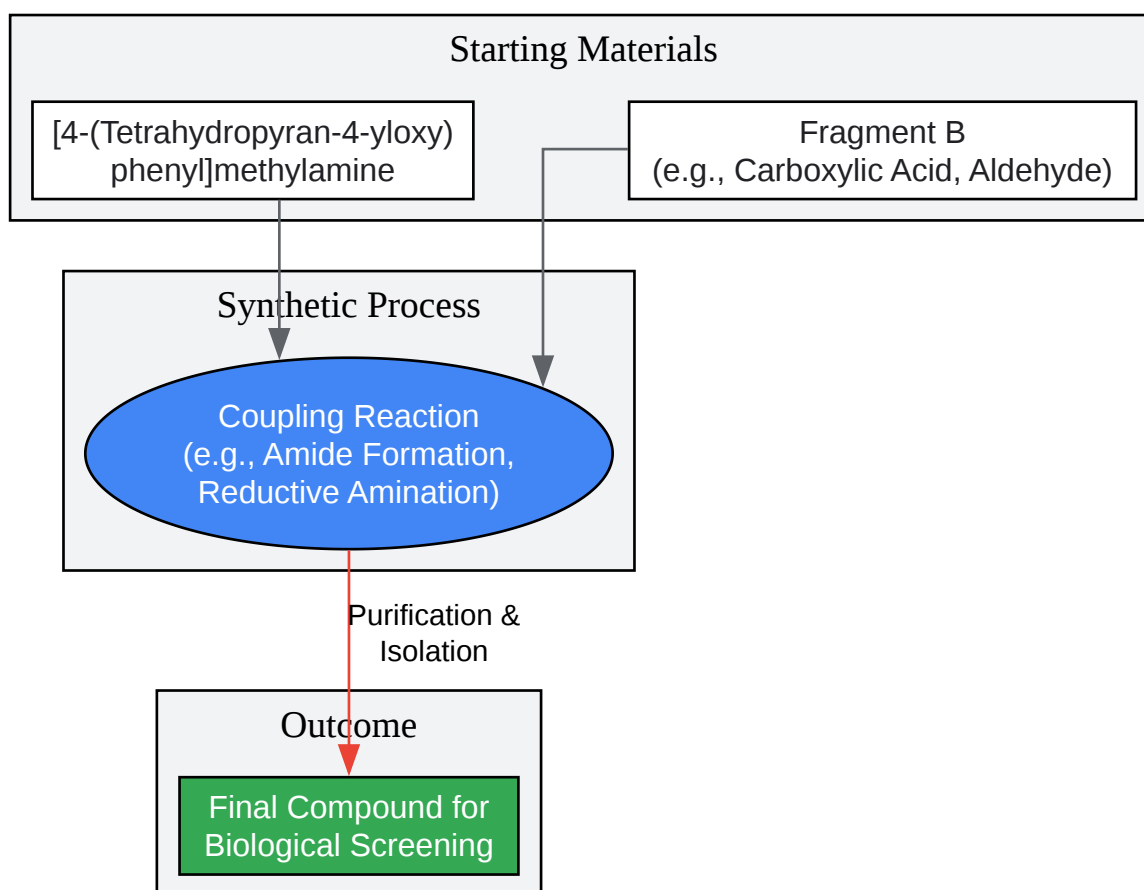 Starting Materials
[4-(Tetrahydropyran-4-yloxy)
phenyl]methylamine
Fragment B
(e.g., Carboxylic Acid, Aldehyde)
Synthetic Process
Coupling Reaction
(e.g., Amide Formation,
Reductive Amination)
Purification &
Isolation
Outcome
Final Compound for
Biological Screening